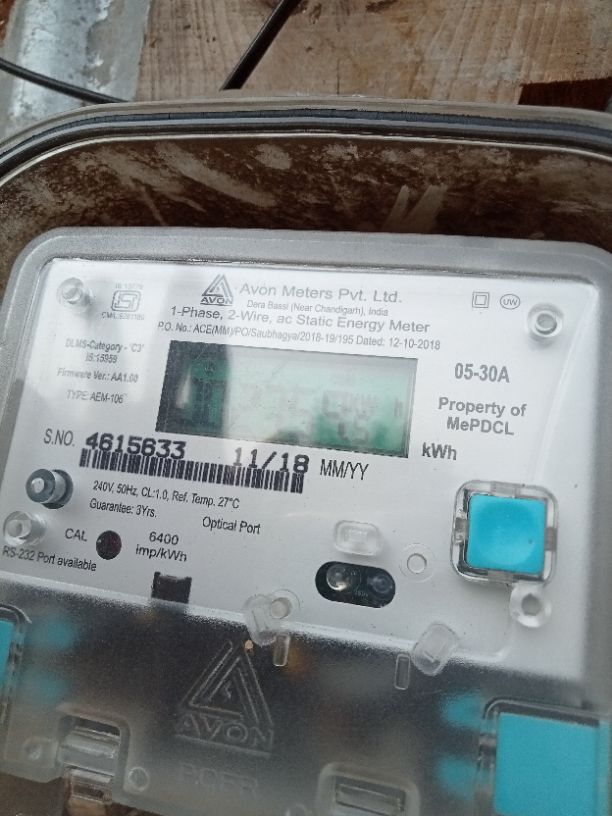 IS 13779
AVON
Avon Meters Pvt. Ltd.
Dera Bassi (Near Chandigarh), India
UW
1-Phase, 2-Wire, ac Static Energy Meter
P.O. No.: ACE(MM)/PO/Saubhagya/2018-19/195 Dated: 12-10-2018
DLMS-Category - 'C3'
IS:15959
Firmware Ver.: AA1.00
TYPE: AEM-106
05-30A
Property of
MePDCL
kWh
S.NO. 4615633 11/18 MM/YY
240V, 50Hz, CL:1.0, Ref. Temp. 27°C
Guarantee: 3Yrs.
Optical Port
CAL
6400
imp/kWh
RS-232 Port available
AVON